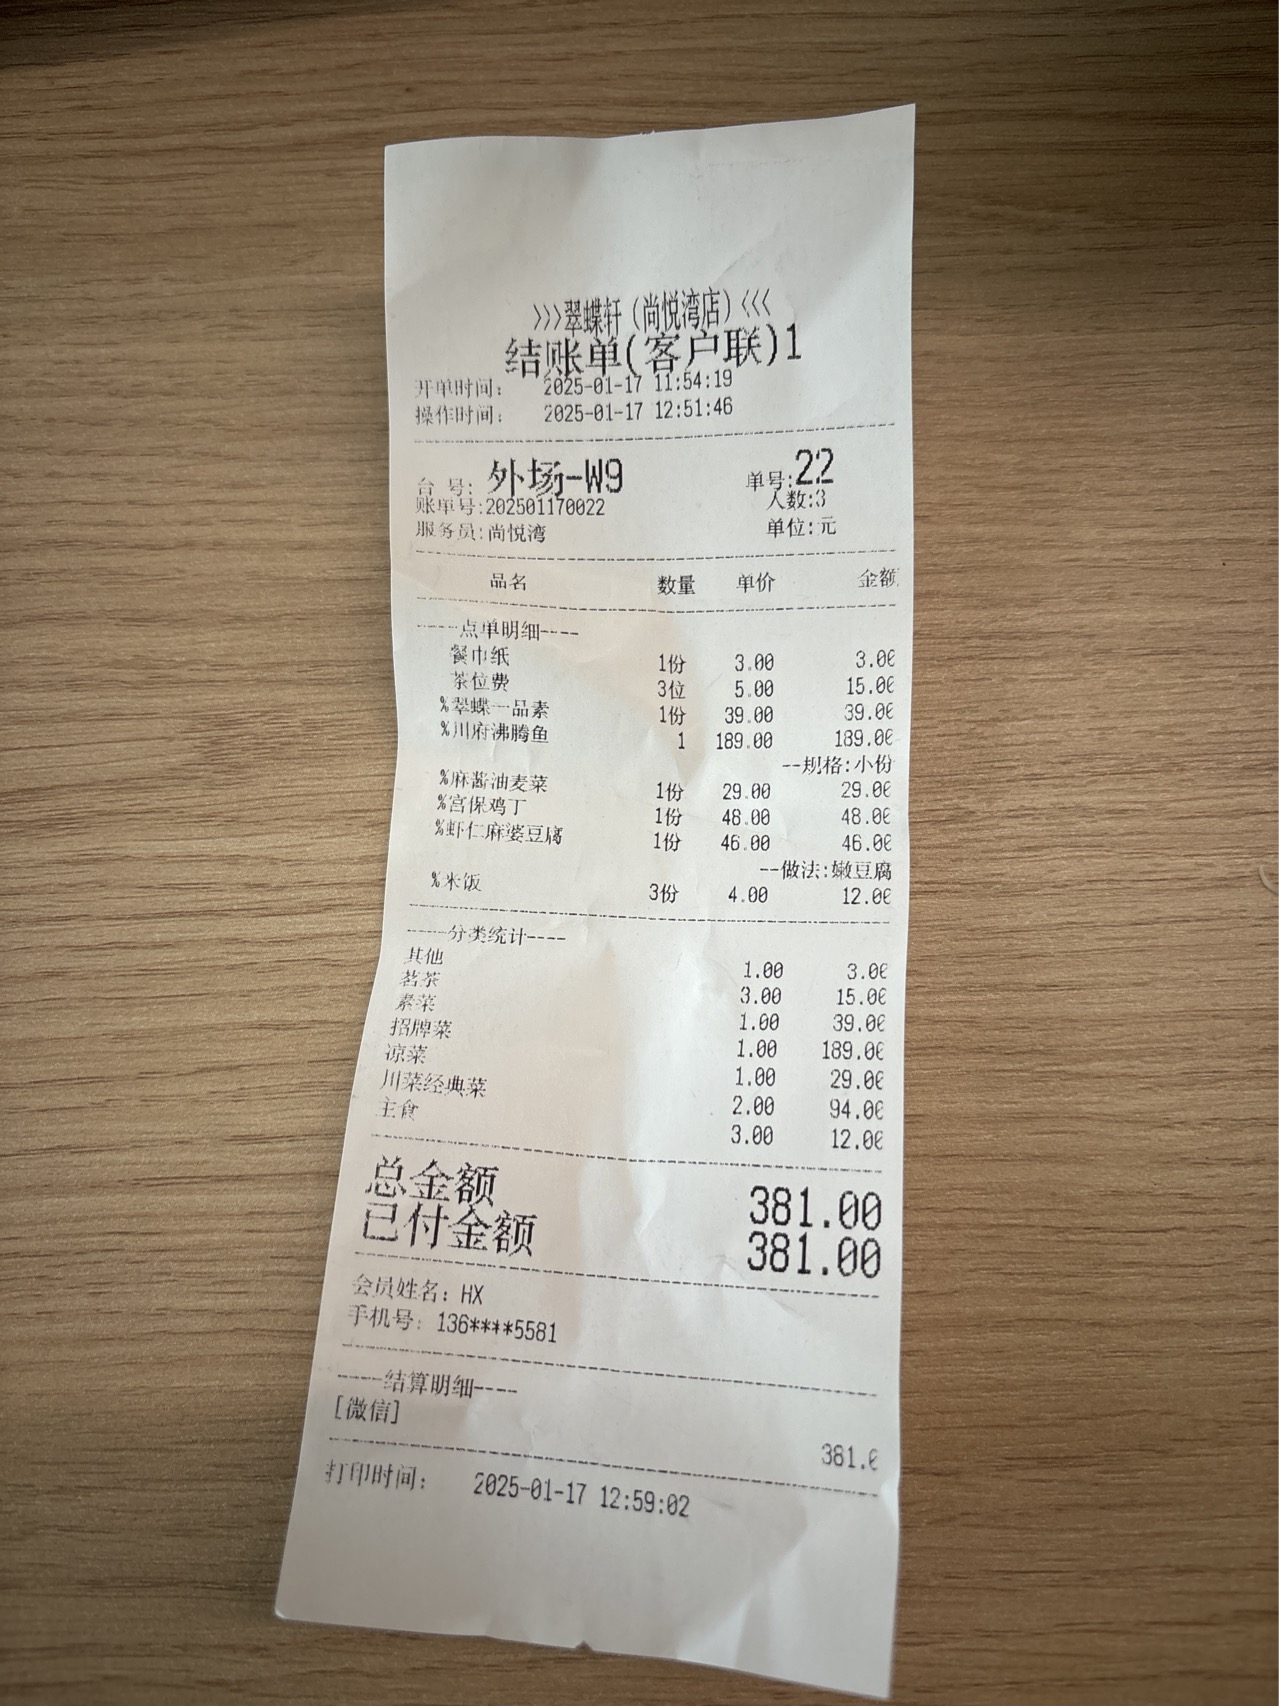 >>>翠蝶轩(尚悦湾店)<<<
结账单(客户联)1
开单时间: 2025-01-17 11:54:19
操作时间: 2025-01-17 12:51:46
台 号: 外场-W9 单号:22
账单号:202501170022 人数:3
服务员:尚悦湾 单位:元
品名 数量 单价 金额
-----点单明细----
餐巾纸 1份 3.00 3.00
茶位费 3位 5.00 15.00
%翠蝶一品素 1份 39.00 39.00
%川府沸腾鱼 1 189.00 189.00
--规格:小份
%麻酱油麦菜 1份 29.00 29.00
%宫保鸡丁 1份 48.00 48.00
%虾仁麻婆豆腐 1份 46.00 46.00
--做法:嫩豆腐
%米饭 3份 4.00 12.00
-----分类统计----
其他 1.00 3.00
茗茶 3.00 15.00
素菜 1.00 39.00
招牌菜 1.00 189.00
凉菜 1.00 29.00
川菜经典菜 2.00 94.00
主食 3.00 12.00
总金额 381.00
已付金额 381.00
会员姓名: HX
手机号: 136****5581
-----结算明细----
[微信]
381.0
打印时间: 2025-01-17 12:59:02